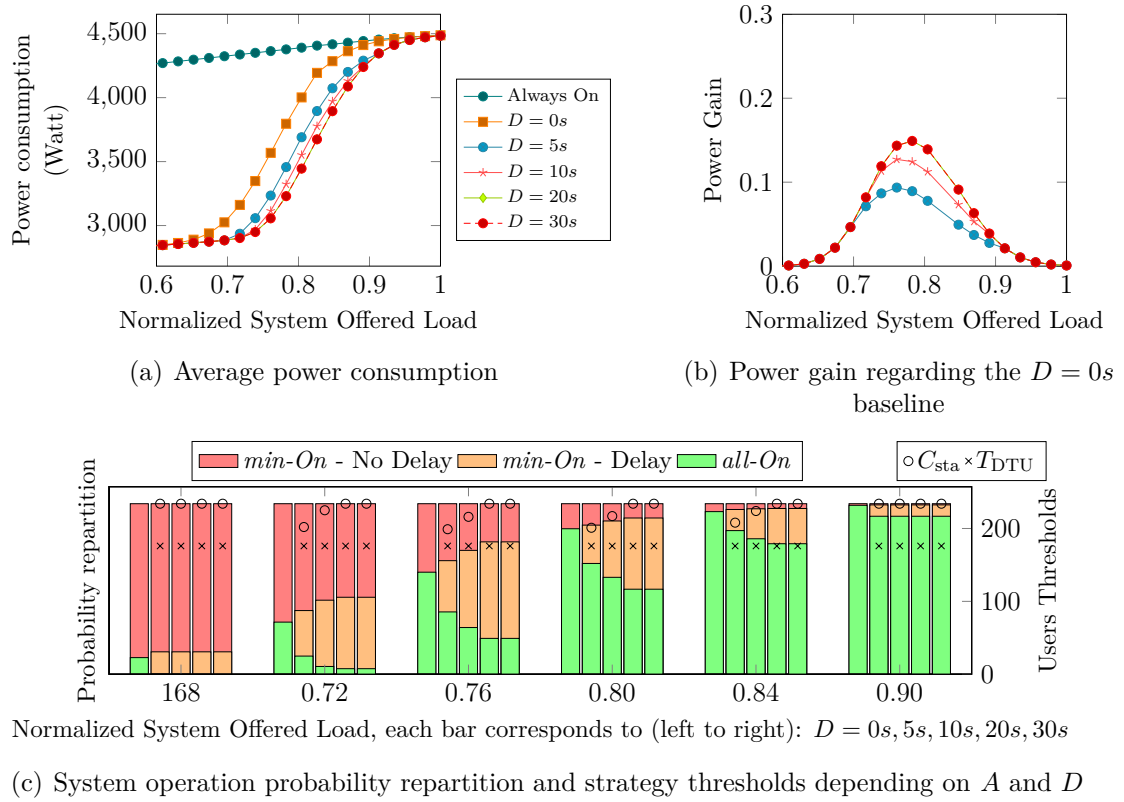 4,500
4,000
3,500
3,000
0.6 0.7 0.8 0.9 1
Power consumption
(Watt)
Normalized System Offered Load
Always On
D = 0s
D = 5s
D = 10s
D = 20s
D = 30s
(a) Average power consumption
0.3
0.2
0.1
0
0.6 0.7 0.8 0.9 1
Power Gain
Normalized System Offered Load
(b) Power gain regarding the D = 0s
baseline
min-On - No Delay min-On - Delay all-On
C_sta × T_DTU
Probability repartition
200
100
0
Users Thresholds
168 0.72 0.76 0.80 0.84 0.90
Normalized System Offered Load, each bar corresponds to (left to right): D = 0s, 5s, 10s, 20s, 30s
(c) System operation probability repartition and strategy thresholds depending on A and D